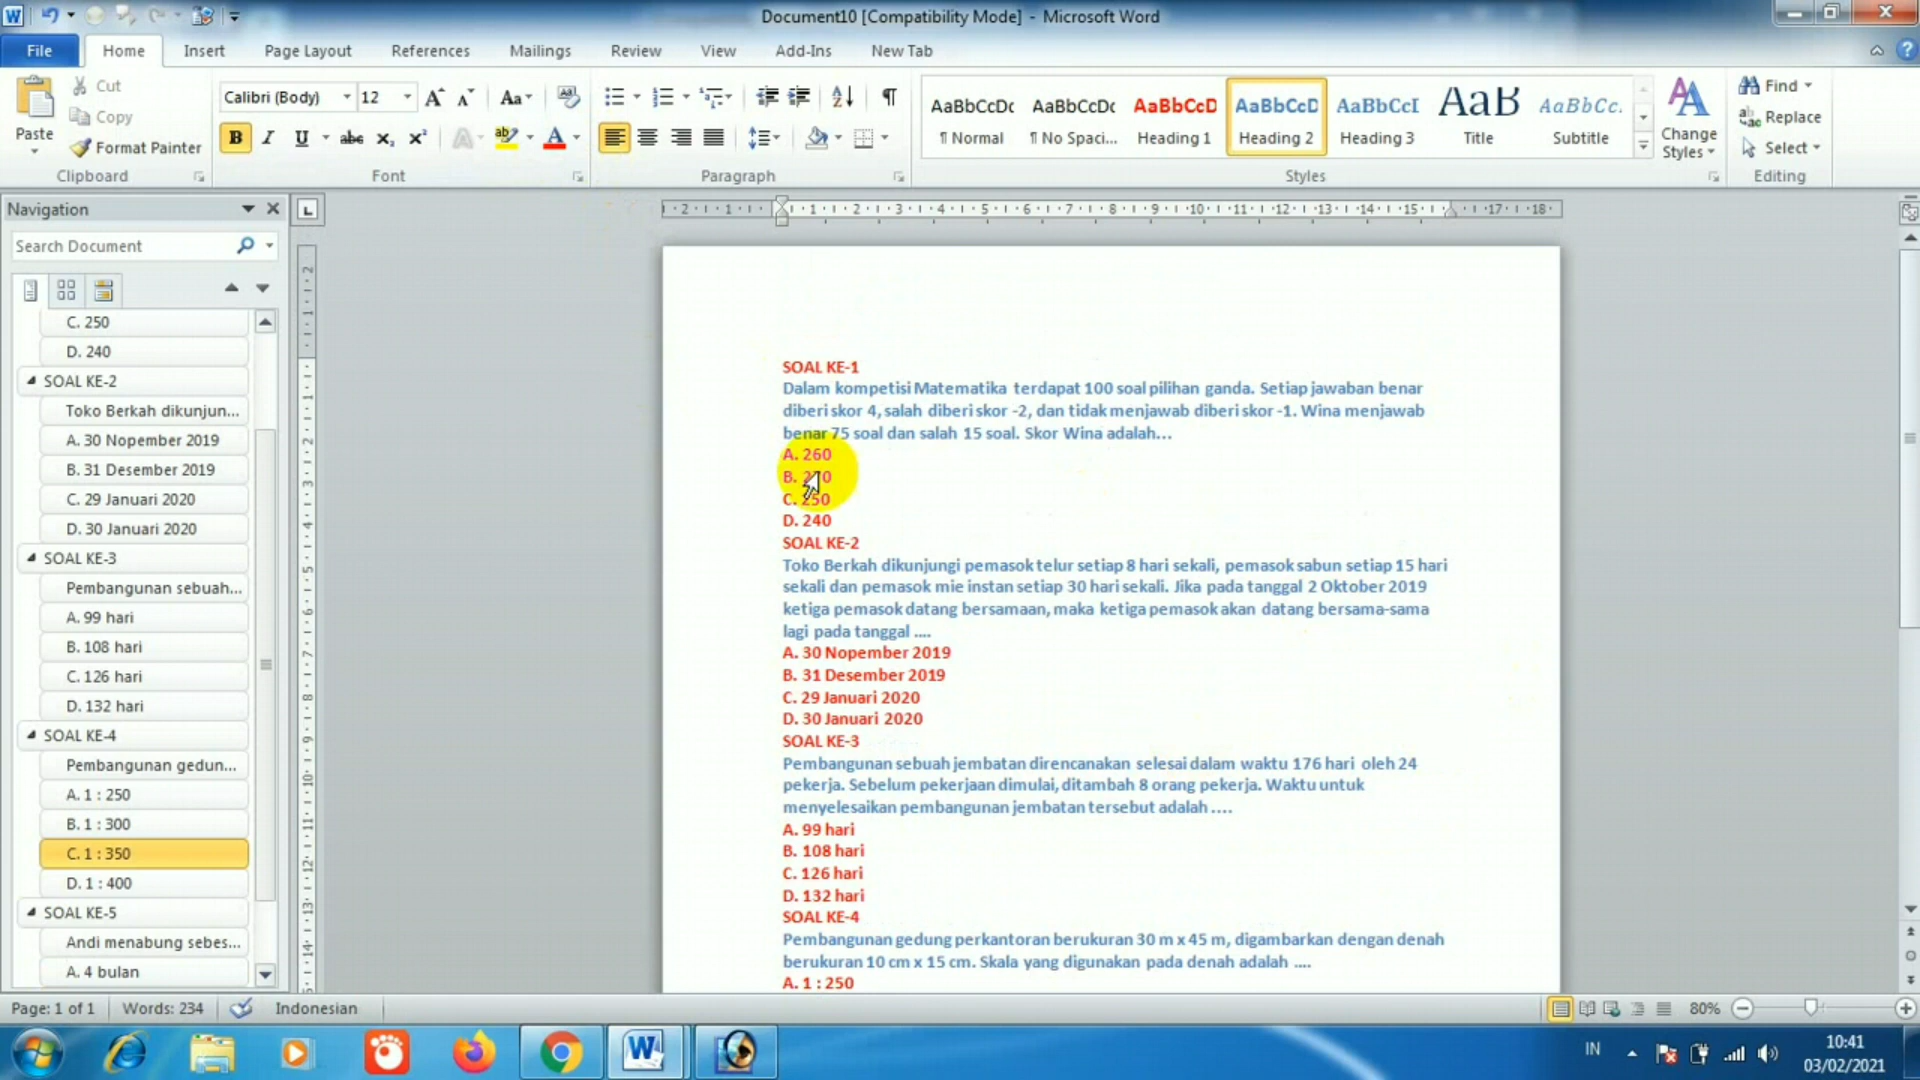 Document10 [Compatibility Mode] - Microsoft Word
File Home Insert Page Layout References Mailings Review View Add-Ins New Tab
Paste
Cut
Copy
Format Painter
Clipboard
Calibri (Body) 12
Font
Paragraph
AaBbCcDc AaBbCcDc AaBbCcD AaBbCcD AaBbCcI AaB AaBbCc.
¶ Normal ¶ No Spaci... Heading 1 Heading 2 Heading 3 Title Subtitle
Change
Styles
Styles
Find
Replace
Select
Editing
Navigation
Search Document
C. 250
D. 240
SOAL KE-2
Toko Berkah dikunjun...
A. 30 Nopember 2019
B. 31 Desember 2019
C. 29 Januari 2020
D. 30 Januari 2020
SOAL KE-3
Pembangunan sebuah...
A. 99 hari
B. 108 hari
C. 126 hari
D. 132 hari
SOAL KE-4
Pembangunan gedun...
A. 1 : 250
B. 1 : 300
C. 1 : 350
D. 1 : 400
SOAL KE-5
Andi menabung sebes...
A. 4 bulan
SOAL KE-1
Dalam kompetisi Matematika terdapat 100 soal pilihan ganda. Setiap jawaban benar
diberi skor 4, salah diberi skor -2, dan tidak menjawab diberi skor -1. Wina menjawab
benar 75 soal dan salah 15 soal. Skor Wina adalah...
A. 260
B.
C. 250
D. 240
SOAL KE-2
Toko Berkah dikunjungi pemasok telur setiap 8 hari sekali, pemasok sabun setiap 15 hari
sekali dan pemasok mie instan setiap 30 hari sekali. Jika pada tanggal 2 Oktober 2019
ketiga pemasok datang bersamaan, maka ketiga pemasok akan datang bersama-sama
lagi pada tanggal ....
A. 30 Nopember 2019
B. 31 Desember 2019
C. 29 Januari 2020
D. 30 Januari 2020
SOAL KE-3
Pembangunan sebuah jembatan direncanakan selesai dalam waktu 176 hari oleh 24
pekerja. Sebelum pekerjaan dimulai, ditambah 8 orang pekerja. Waktu untuk
menyelesaikan pembangunan jembatan tersebut adalah ....
A. 99 hari
B. 108 hari
C. 126 hari
D. 132 hari
SOAL KE-4
Pembangunan gedung perkantoran berukuran 30 m x 45 m, digambarkan dengan denah
berukuran 10 cm x 15 cm. Skala yang digunakan pada denah adalah ....
A. 1 : 250
Page: 1 of 1 Words: 234 Indonesian 80%
IN
10:41
03/02/2021